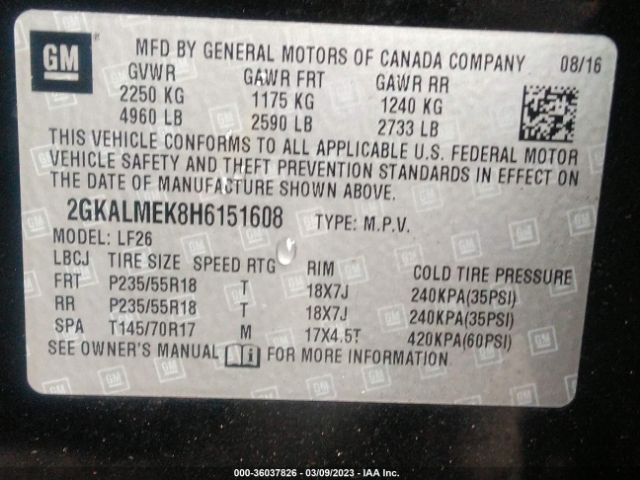 GM
MFD BY GENERAL MOTORS OF CANADA COMPANY 08/16
GVWR GAWR FRT GAWR RR
2250 KG 1175 KG 1240 KG
4960 LB 2590 LB 2733 LB
THIS VEHICLE CONFORMS TO ALL APPLICABLE U.S. FEDERAL MOTOR
VEHICLE SAFETY AND THEFT PREVENTION STANDARDS IN EFFECT ON
THE DATE OF MANUFACTURE SHOWN ABOVE.
2GKALMEK8H6151608 TYPE: M.P.V.
MODEL: LF26
LBCJ TIRE SIZE SPEED RTG RIM COLD TIRE PRESSURE
FRT P235/55R18 T 18X7J 240KPA(35PSI)
RR P235/55R18 T 18X7J 240KPA(35PSI)
SPA T145/70R17 M 17X4.5T 420KPA(60PSI)
SEE OWNER'S MANUAL FOR MORE INFORMATION
000-36037826 - 03/09/2023 - IAA Inc.